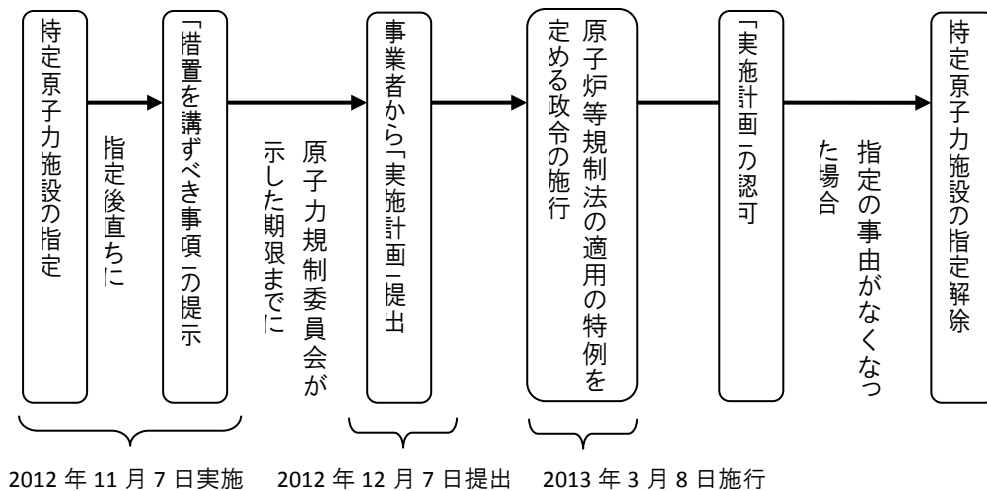 特定原子力施設の指定
指定後直ちに
「措置を講ずべき事項」の提示
原子力規制委員会が
示した期限までに
事業者から「実施計画」提出
原子炉等規制法の適用の特例を
定める政令の施行
「実施計画」の認可
指定の事由がなくなっ
た場合
特定原子力施設の指定解除
2012 年 11 月 7 日実施
2012 年 12 月 7 日提出
2013 年 3 月 8 日施行